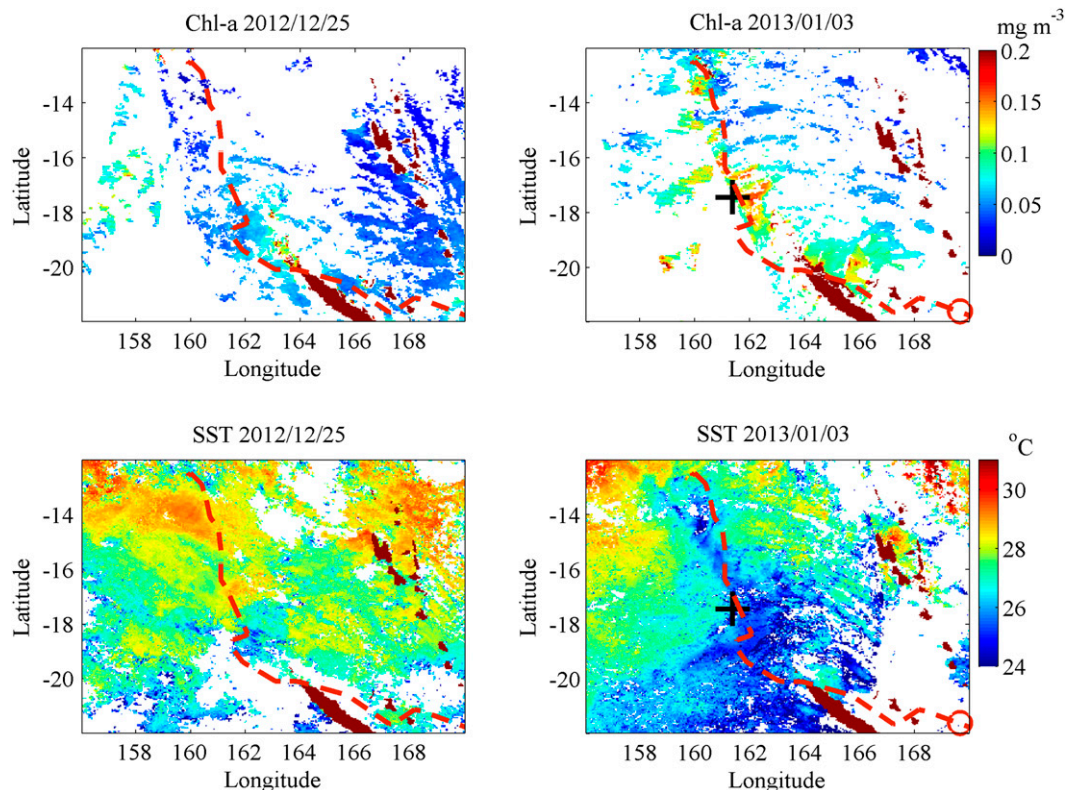 Chl-a 2012/12/25
Chl-a 2013/01/03
mg m-3
Latitude
-14
-16
-18
-20
158 160 162 164 166 168
Longitude
Latitude
-14
-16
-18
-20
158 160 162 164 166 168
Longitude
0.2
0.15
0.1
0.05
0
SST 2012/12/25
SST 2013/01/03
oC
Latitude
-14
-16
-18
-20
158 160 162 164 166 168
Longitude
Latitude
-14
-16
-18
-20
158 160 162 164 166 168
Longitude
30
28
26
24